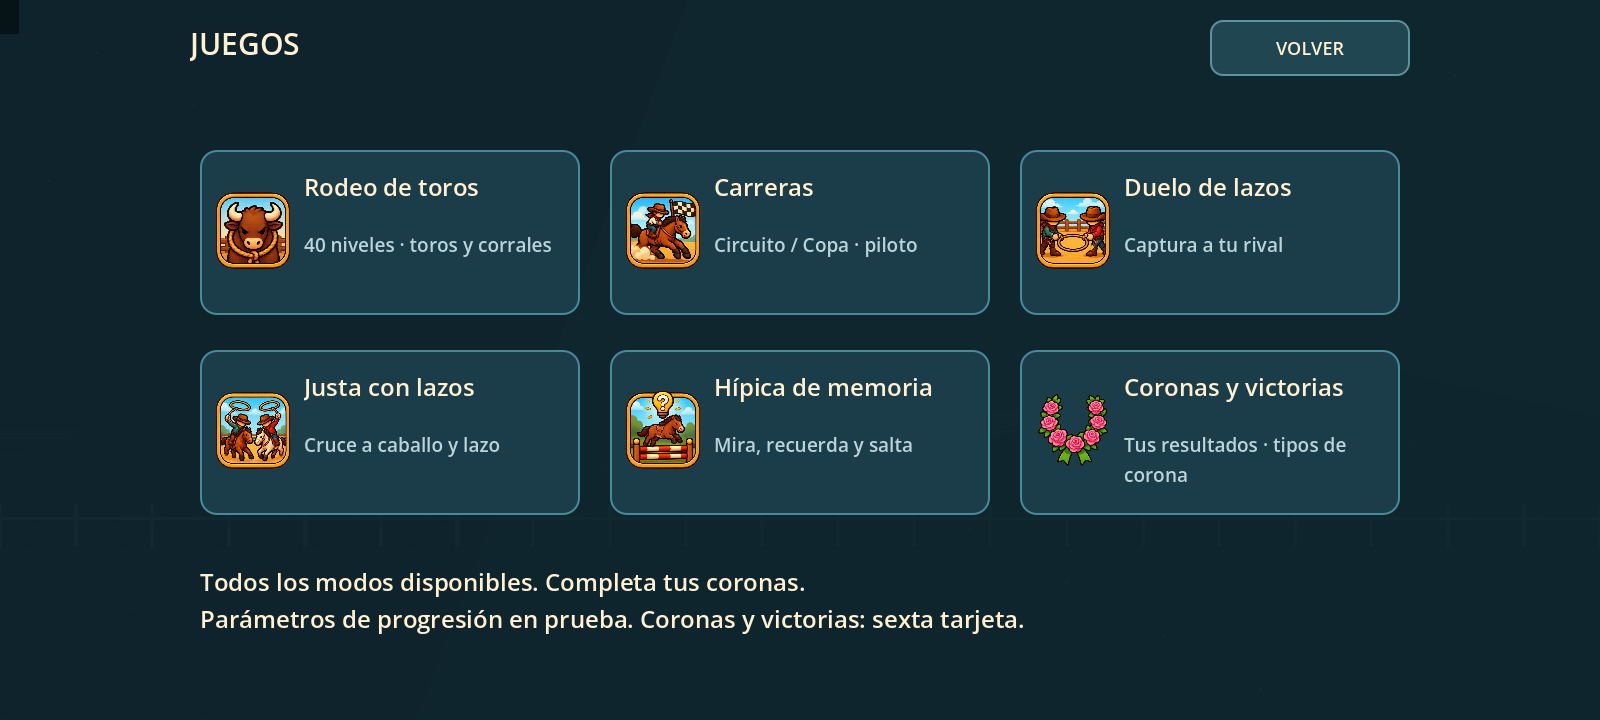 JUEGOS
VOLVER
Rodeo de toros
40 niveles · toros y corrales
Carreras
Circuito / Copa · piloto
Duelo de lazos
Captura a tu rival
Justa con lazos
Cruce a caballo y lazo
Hípica de memoria
Mira, recuerda y salta
Coronas y victorias
Tus resultados · tipos de
corona
Todos los modos disponibles. Completa tus coronas.
Parámetros de progresión en prueba. Coronas y victorias: sexta tarjeta.